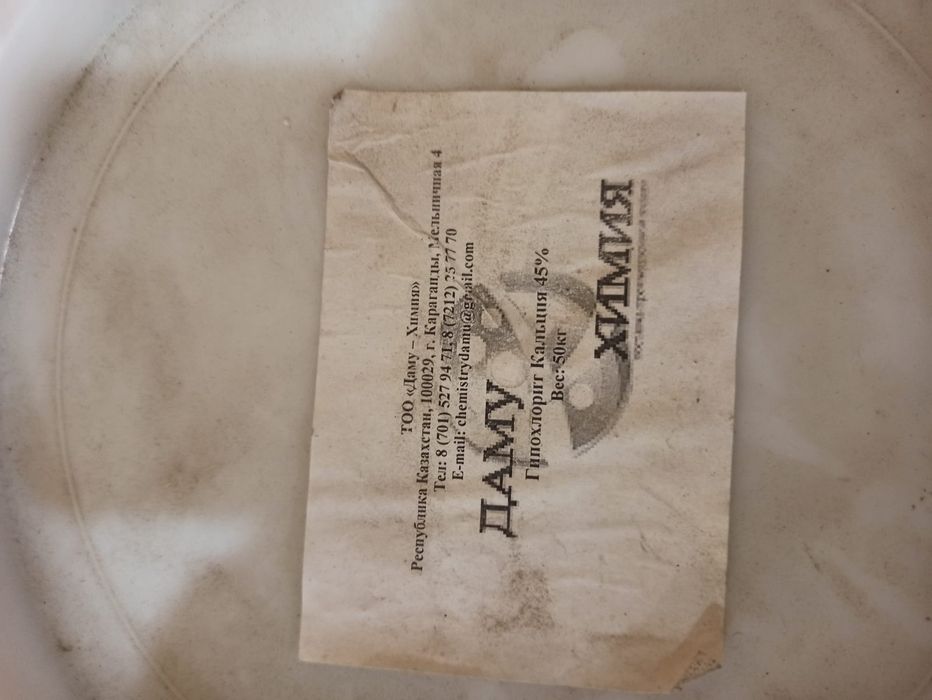 ТОО «Даму – Химия»
Республика Казахстан, 100029, г. Караганды, Мельничная 4
Тел: 8 (701) 527 94 71; 8 (7212) 25 77 70
E-mail: chemistrydamu@gmail.com
ДАМУ
Гипохлорит Кальция 45%
Вес: 50кг
ХИМИЯ